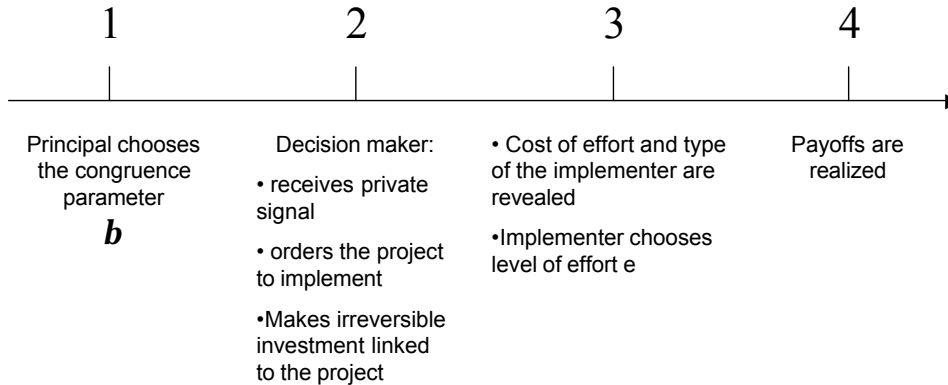 1
2
3
4
Principal chooses
the congruence
parameter
b
Decision maker:
• receives private
signal
• orders the project
to implement
•Makes irreversible
investment linked
to the project
• Cost of effort and type
of the implementer are
revealed
•Implementer chooses
level of effort e
Payoffs are
realized